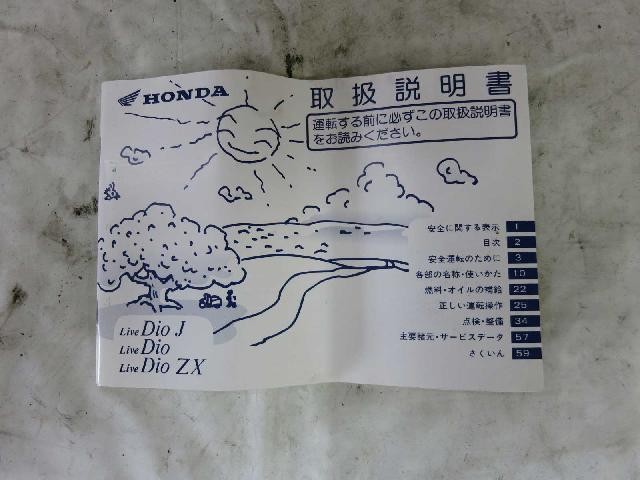 HONDA
取扱説明書
運転する前に必ずこの取扱説明書
をお読みください。
安全に関する表示 1
目次 2
安全運転のために 3
各部の名称・使いかた 10
燃料・オイルの補給 22
正しい運転操作 25
点検・整備 34
主要諸元・サービスデータ 57
さくいん 59
Live Dio J
Live Dio
Live Dio ZX